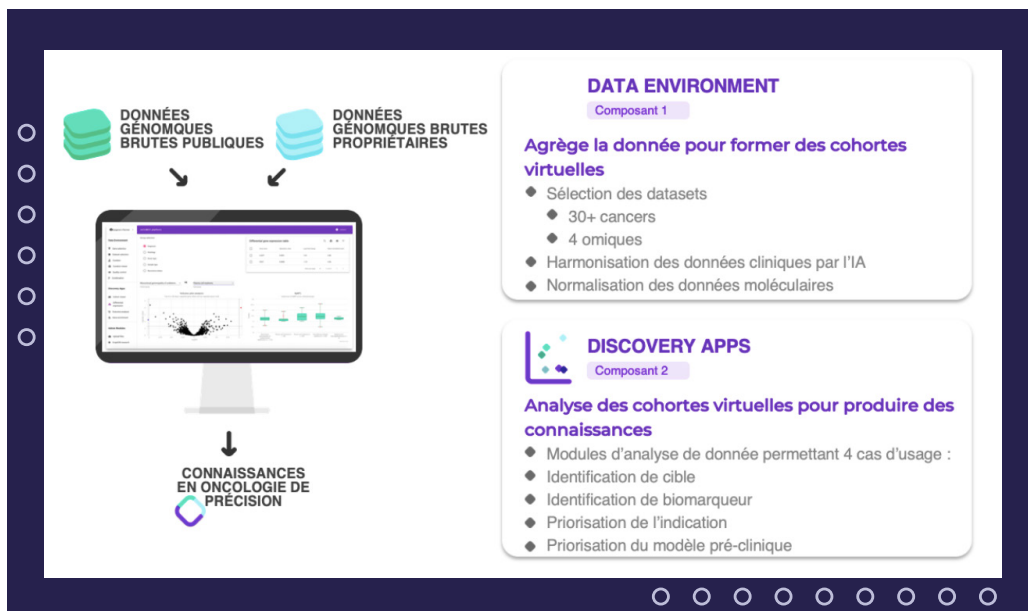 DONNÉES
GÉNOMQUES
BRUTES PUBLIQUES
DONNÉES
GÉNOMQUES BRUTES
PROPRIÉTAIRES
CONNAISSANCES
EN ONCOLOGIE DE
PRÉCISION
DATA ENVIRONMENT
Composant 1
Agrège la donnée pour former des cohortes
virtuelles
Sélection des datasets
30+ cancers
4 omiques
Harmonisation des données cliniques par l'IA
Normalisation des données moléculaires
DISCOVERY APPS
Composant 2
Analyse des cohortes virtuelles pour produire des
connaissances
Modules d'analyse de donnée permettant 4 cas d'usage :
Identification de cible
Identification de biomarqueur
Priorisation de l'indication
Priorisation du modèle pré-clinique